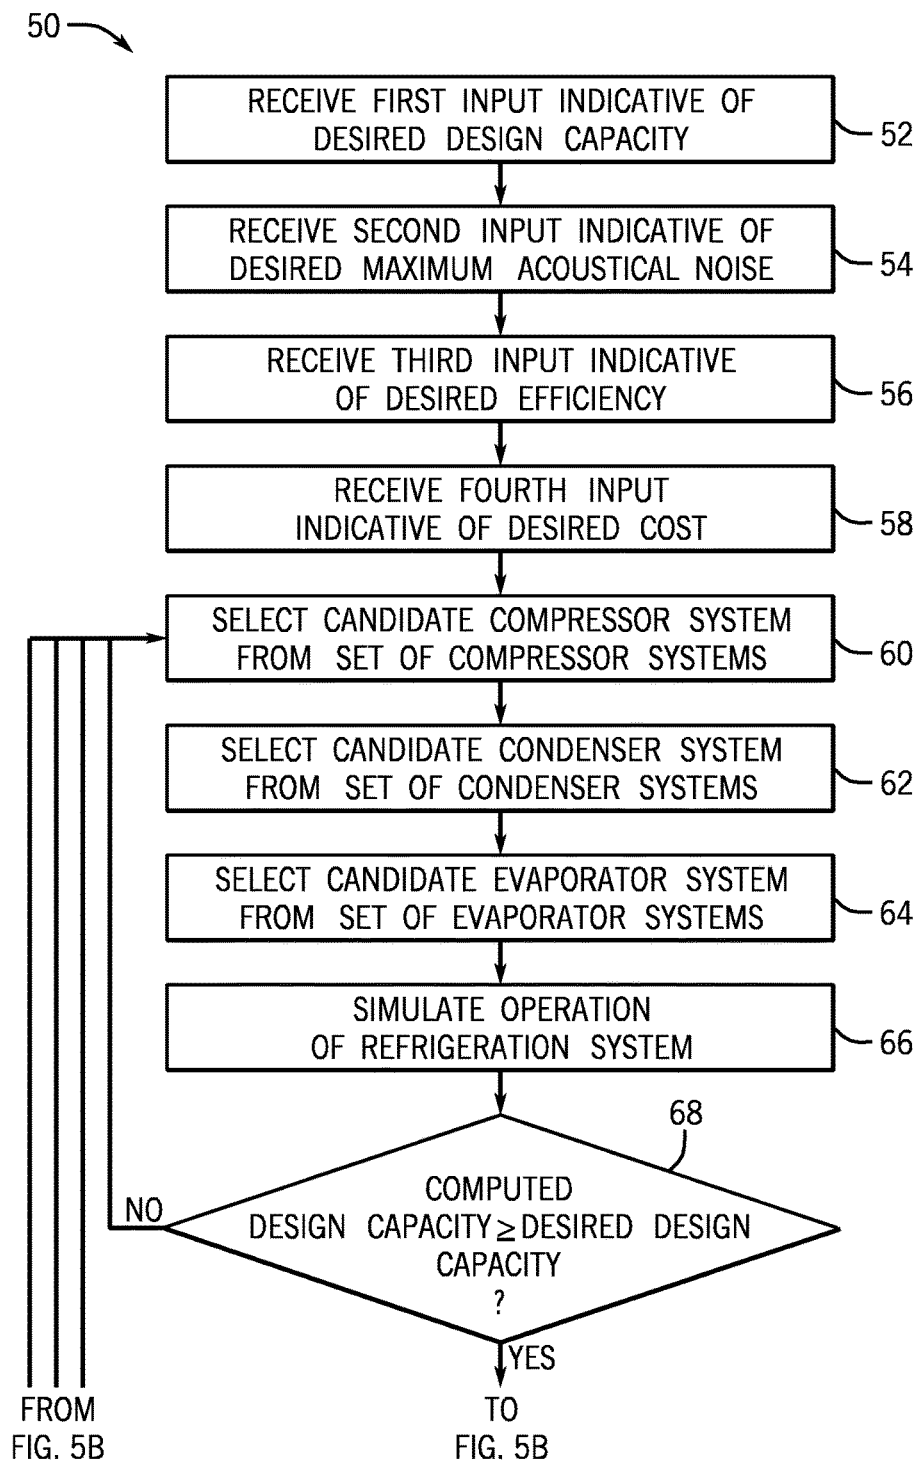 50
RECEIVE FIRST INPUT INDICATIVE OF
DESIRED DESIGN CAPACITY
52
RECEIVE SECOND INPUT INDICATIVE OF
DESIRED MAXIMUM ACOUSTICAL NOISE
54
RECEIVE THIRD INPUT INDICATIVE
OF DESIRED EFFICIENCY
56
RECEIVE FOURTH INPUT
INDICATIVE OF DESIRED COST
58
SELECT CANDIDATE COMPRESSOR SYSTEM
FROM SET OF COMPRESSOR SYSTEMS
60
SELECT CANDIDATE CONDENSER SYSTEM
FROM SET OF CONDENSER SYSTEMS
62
SELECT CANDIDATE EVAPORATOR SYSTEM
FROM SET OF EVAPORATOR SYSTEMS
64
SIMULATE OPERATION
OF REFRIGERATION SYSTEM
66
68
COMPUTED
DESIGN CAPACITY ≥ DESIRED DESIGN
CAPACITY
?
NO
YES
FROM
FIG. 5B
TO
FIG. 5B